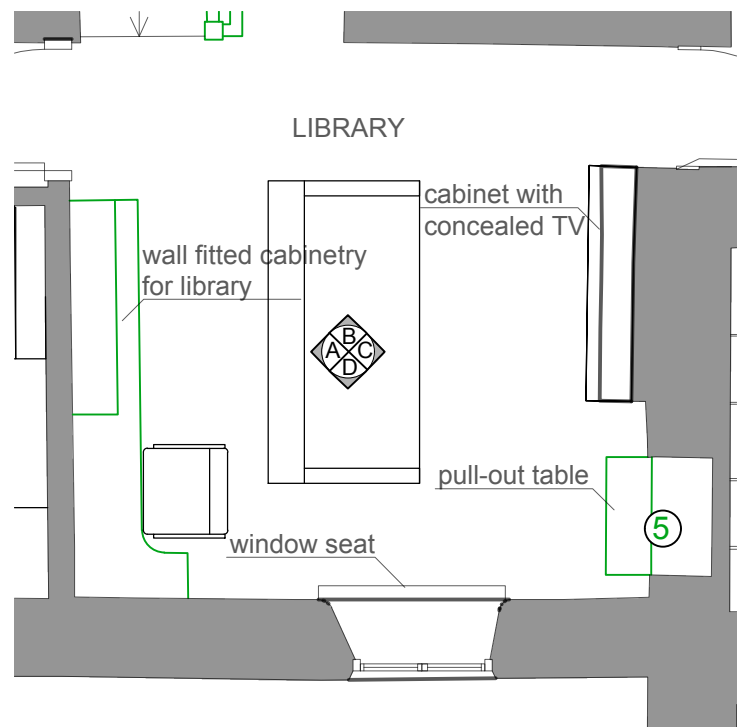 LIBRARY
cabinet with
concealed TV
wall fitted cabinetry
for library
B
A C
D
pull-out table
5
window seat